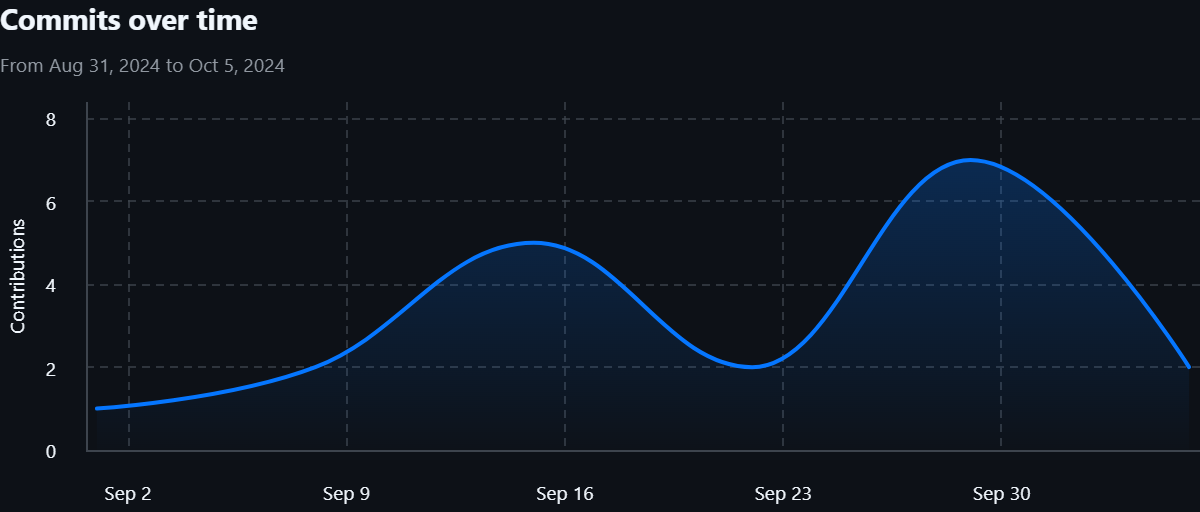 Commits over time
From Aug 31, 2024 to Oct 5, 2024
Contributions
8
6
4
2
0
Sep 2 Sep 9 Sep 16 Sep 23 Sep 30